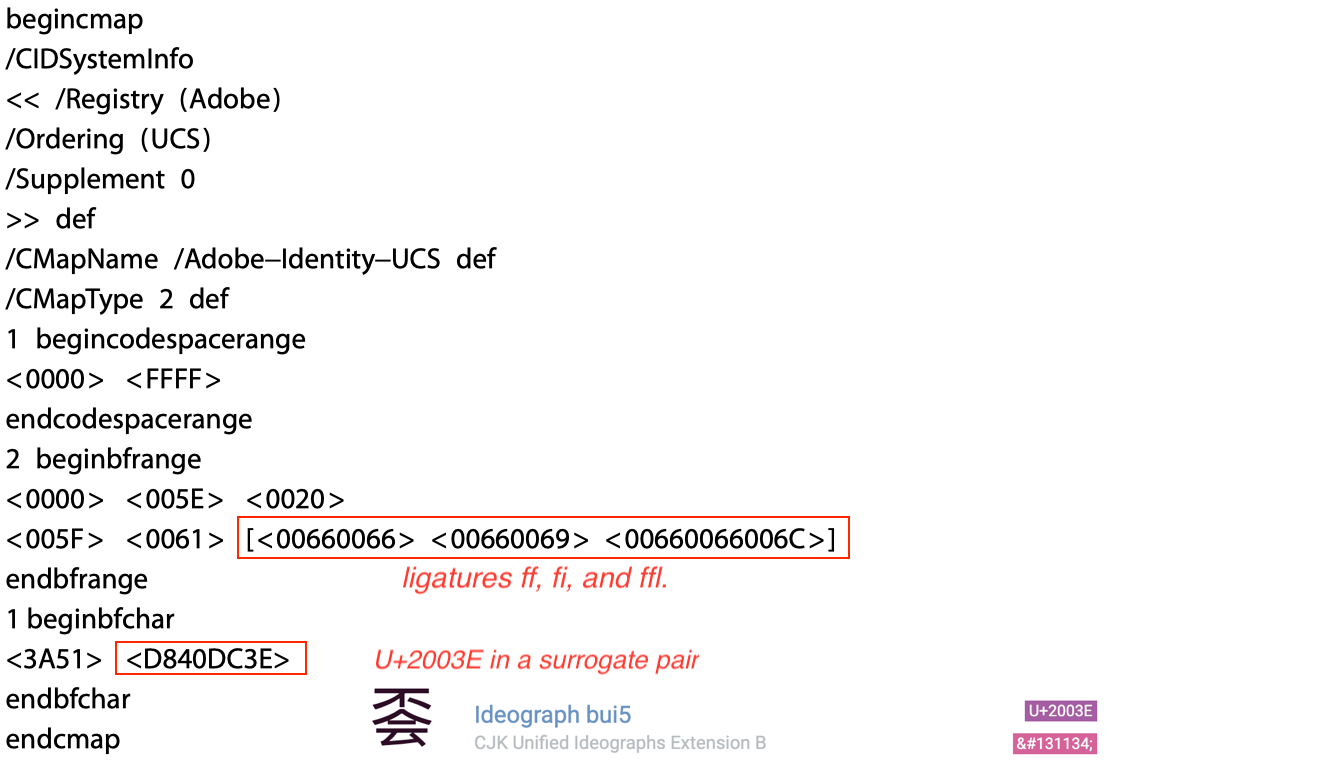 begincmap
/CIDSystemInfo
<< /Registry (Adobe)
/Ordering (UCS)
/Supplement 0
>> def
/CMapName /Adobe–Identity–UCS def
/CMapType 2 def
1 begincodespacerange
<0000> <FFFF>
endcodespacerange
2 beginbfrange
<0000> <005E> <0020>
<005F> <0061> [<00660066> <00660069> <00660066006C>]
endbfrange
ligatures ff, fi, and ffl.
1 beginbfchar
<3A51> <D840DC3E>
U+2003E in a surrogate pair
endbfchar
𠀾
Ideograph bui5
U+2003E
endcmap
CJK Unified Ideographs Extension B
&#131134;